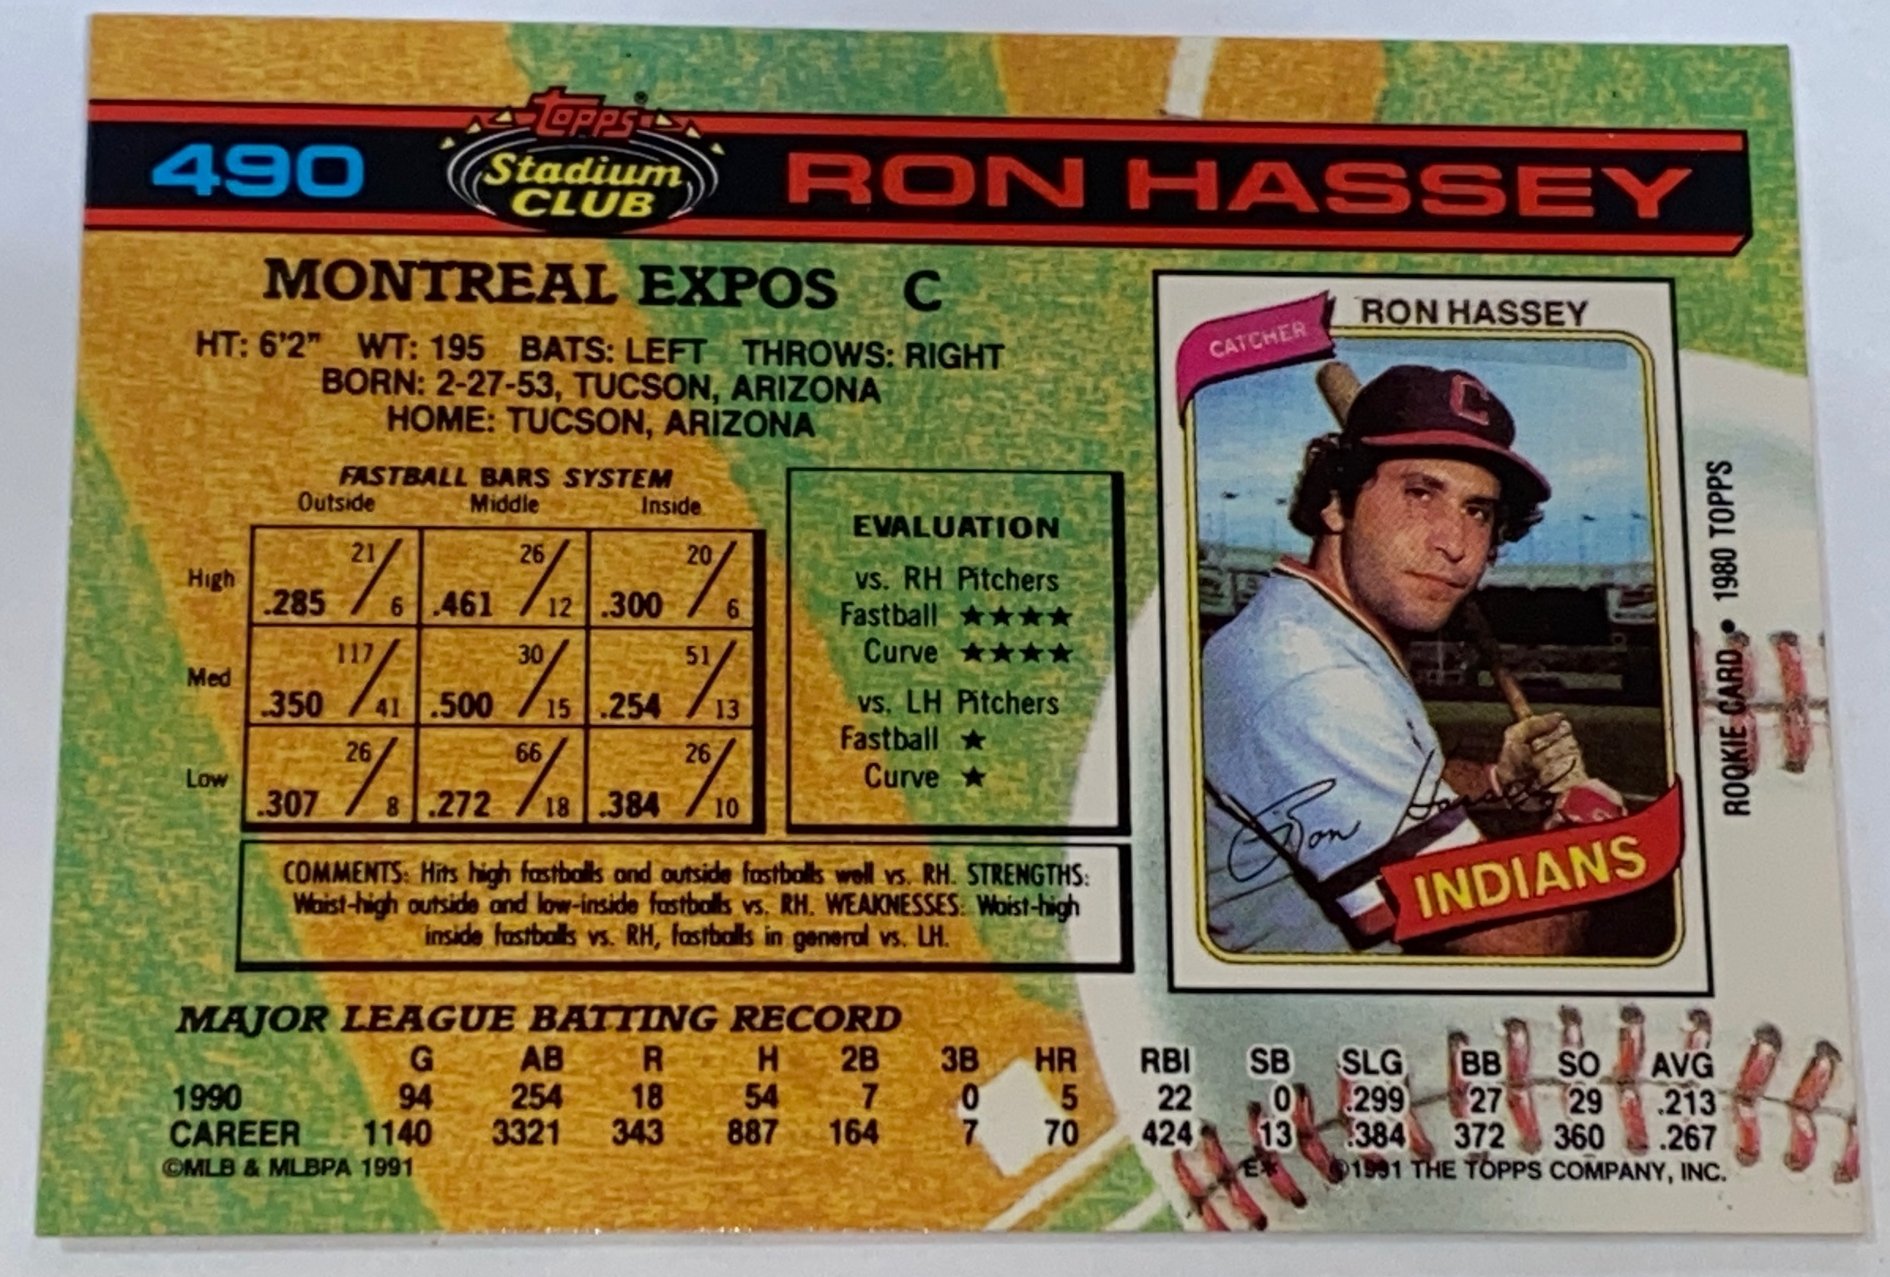 490 TOPPS® Stadium CLUB RON HASSEY
MONTREAL EXPOS C
HT: 6'2" WT: 195 BATS: LEFT THROWS: RIGHT
BORN: 2-27-53, TUCSON, ARIZONA
HOME: TUCSON, ARIZONA
FASTBALL BARS SYSTEM
Outside Middle Inside
High .285 21/6 .461 26/12 .300 20/6
Med .350 117/41 .500 30/15 .254 51/13
Low .307 26/8 .272 66/18 .384 26/10
EVALUATION
vs. RH Pitchers
Fastball ★★★★
Curve ★★★★
vs. LH Pitchers
Fastball ★
Curve ★
COMMENTS: Hits high fastballs and outside fastballs well vs. RH. STRENGTHS:
Waist-high outside and low-inside fastballs vs. RH. WEAKNESSES: Waist-high
inside fastballs vs. RH, fastballs in general vs. LH.
RON HASSEY
CATCHER
C
Ron Hassey
INDIANS
ROOKIE CARD • 1980 TOPPS
MAJOR LEAGUE BATTING RECORD
G AB R H 2B 3B HR RBI SB SLG BB SO AVG
1990 94 254 18 54 7 0 5 22 0 .299 27 29 .213
CAREER 1140 3321 343 887 164 7 70 424 13 .384 372 360 .267
©MLB & MLBPA 1991 E* ©1991 THE TOPPS COMPANY, INC.